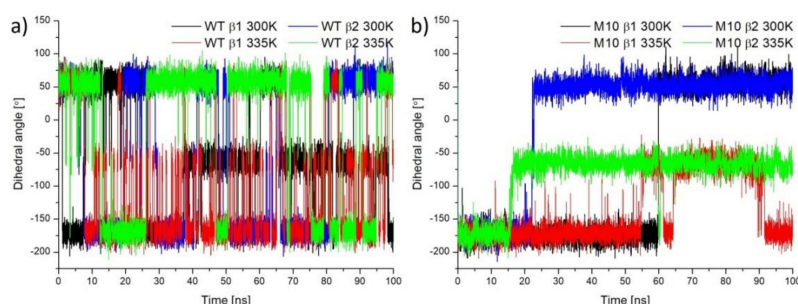 a)
WT β1 300K WT β2 300K
WT β1 335K WT β2 335K
Dihedral angle [°]
150
100
50
0
-50
-100
-150
-200
0 10 20 30 40 50 60 70 80 90 100
Time [ns]
b)
M10 β1 300K M10 β2 300K
M10 β1 335K M10 β2 335K
Dihedral angle [°]
150
100
50
0
-50
-100
-150
-200
0 10 20 30 40 50 60 70 80 90 100
Time [ns]